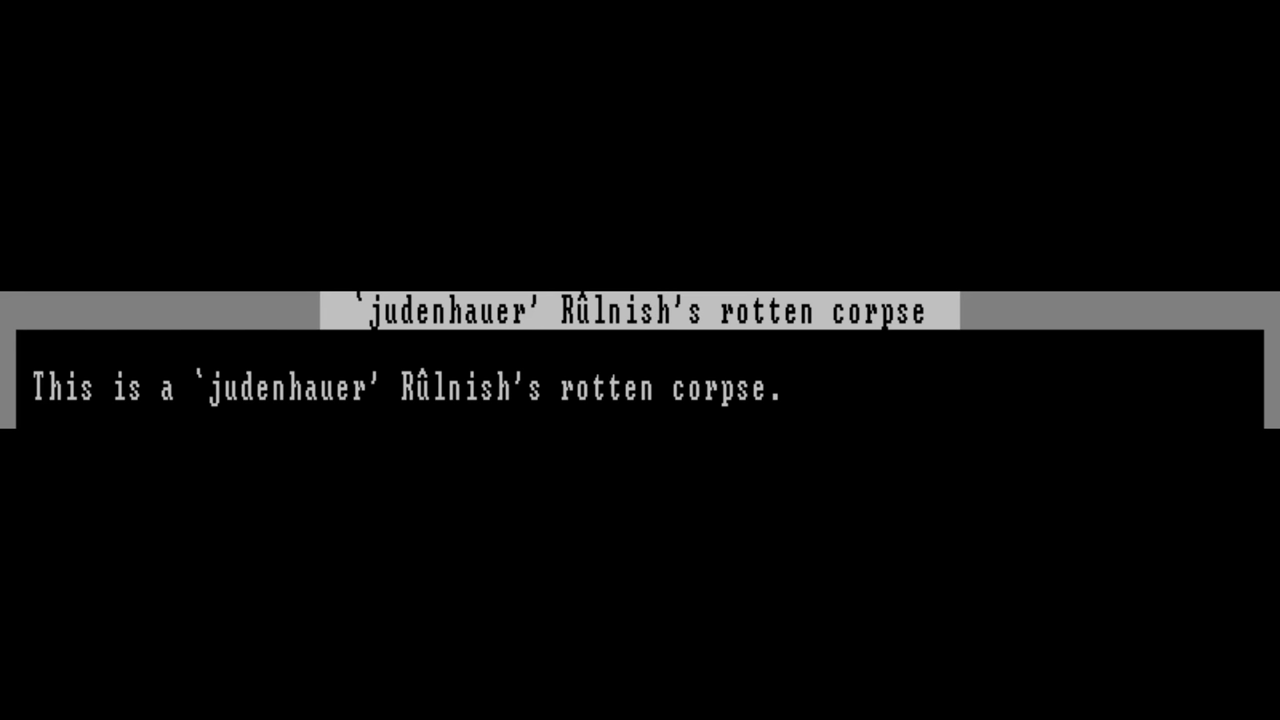 `judenhauer' Rûlnish's rotten corpse
This is a `judenhauer' Rûlnish's rotten corpse.